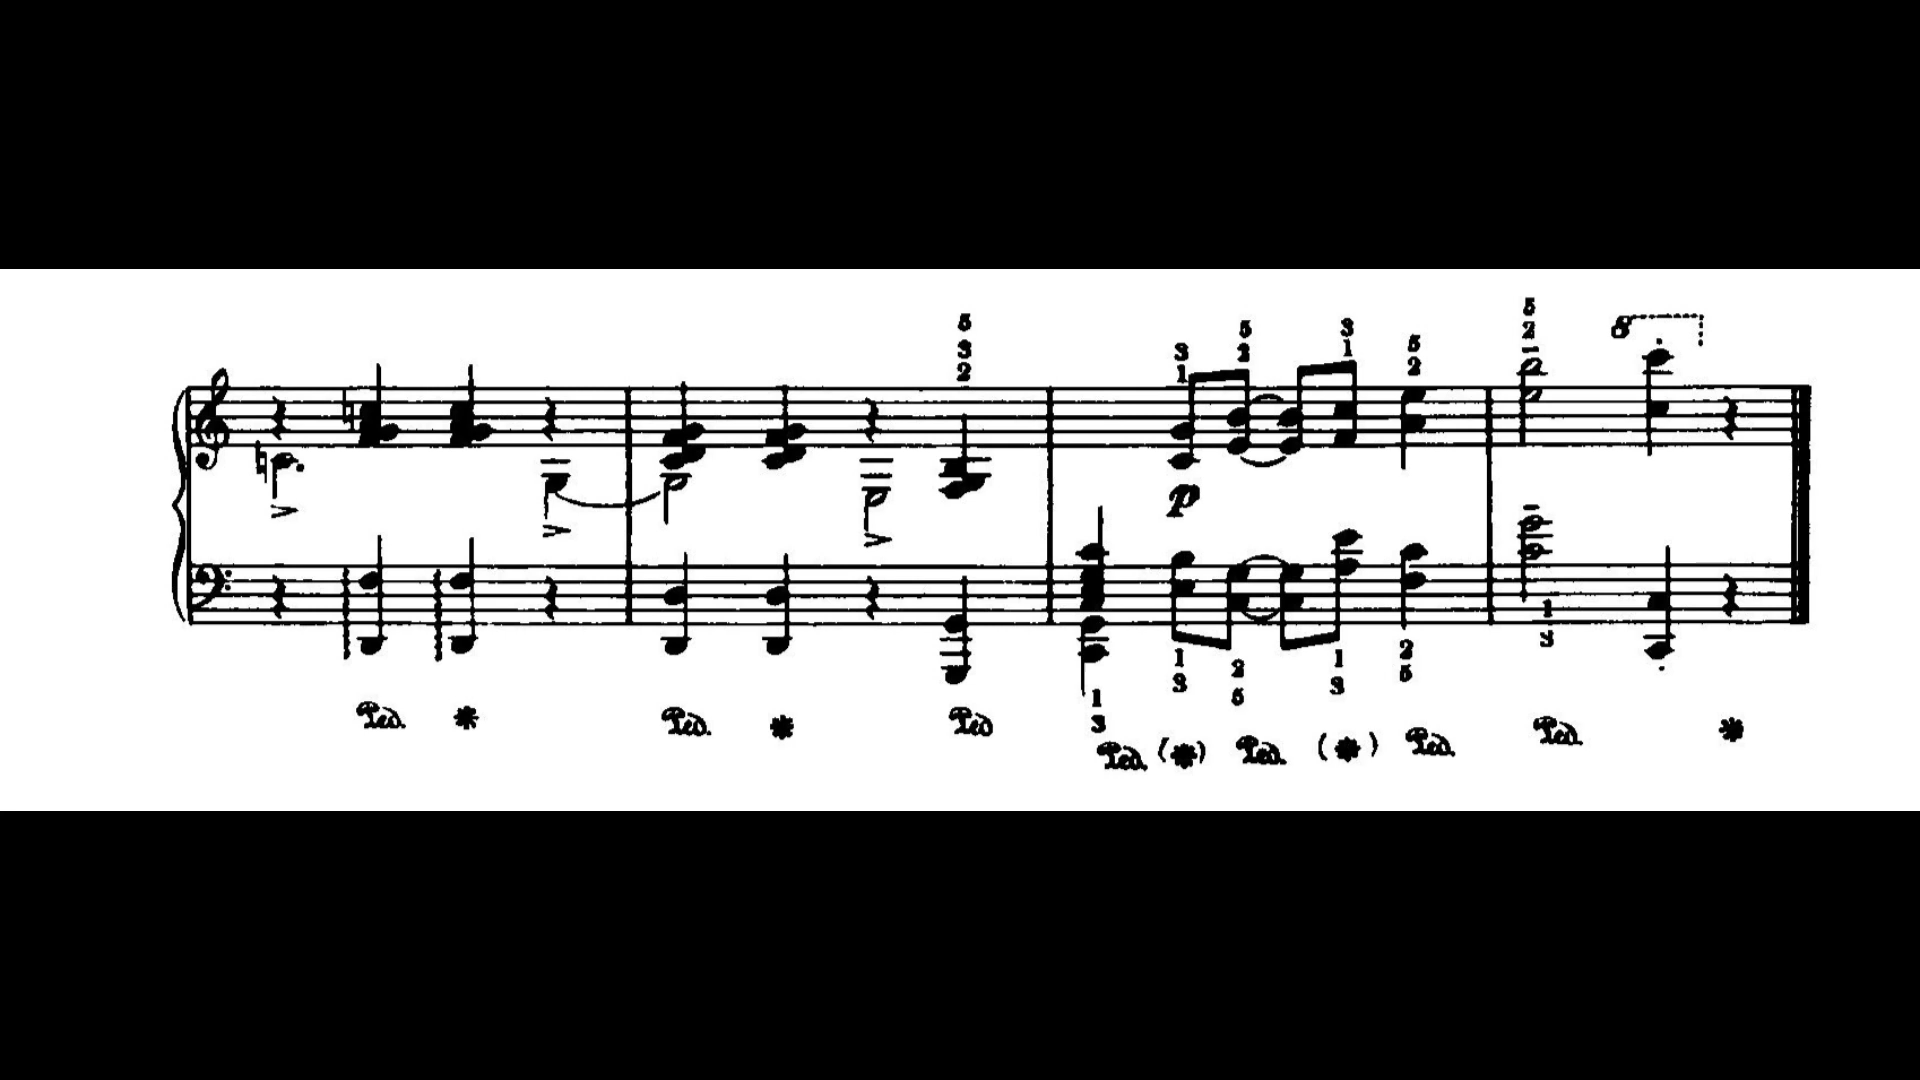 5
3
2
3 5 3 5
1 2 1 2
5
2
8
p
1 2 1 2 1
3 5 3 5 3
1
3
Ped. * Ped. * Ped Ped. (*) Ped. (*) Ped. Ped. *